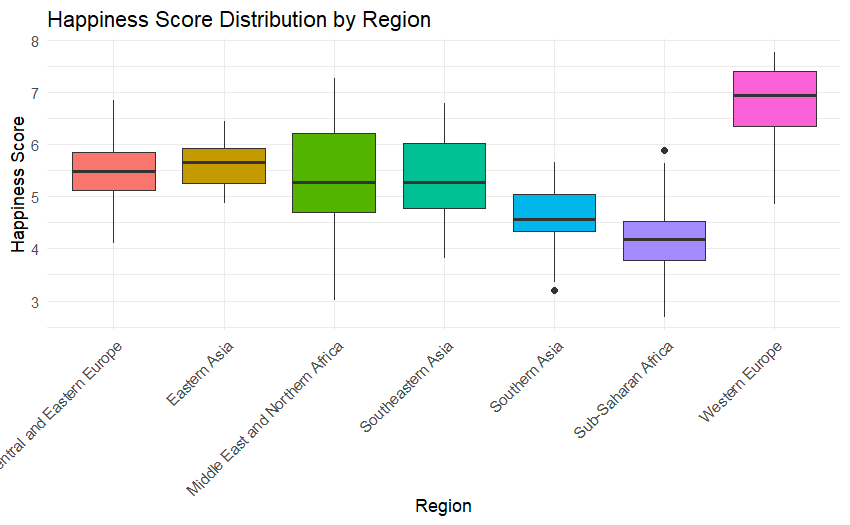 Happiness Score Distribution by Region
Happiness Score
8
7
6
5
4
3
entral and Eastern Europe
Eastern Asia
Middle East and Northern Africa
Southeastern Asia
Southern Asia
Sub-Saharan Africa
Western Europe
Region